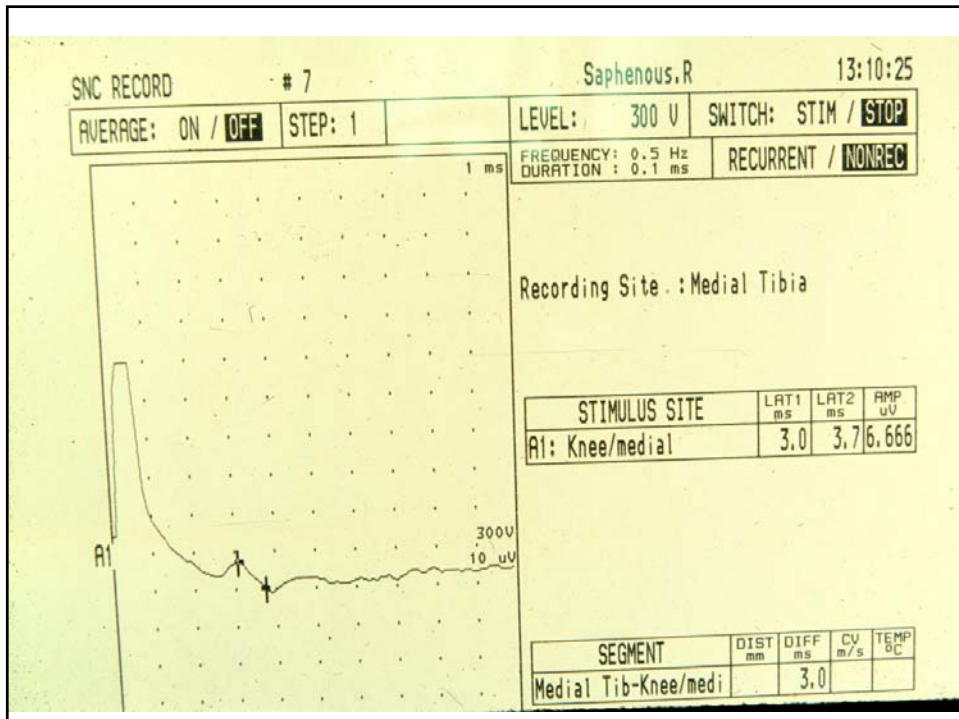 SNC RECORD # 7 Saphenous.R 13:10:25
AVERAGE: ON / OFF STEP: 1 LEVEL: 300 V SWITCH: STIM / STOP
FREQUENCY: 0.5 Hz
DURATION : 0.1 ms
RECURRENT / NONREC
1 ms
Recording Site : Medial Tibia
STIMULUS SITE LAT1 ms LAT2 ms AMP uV
A1: Knee/medial 3.0 3.7 6.666
A1
300V
10 uV
SEGMENT DIST mm DIFF ms CV m/s TEMP ºC
Medial Tib-Knee/medi 3.0